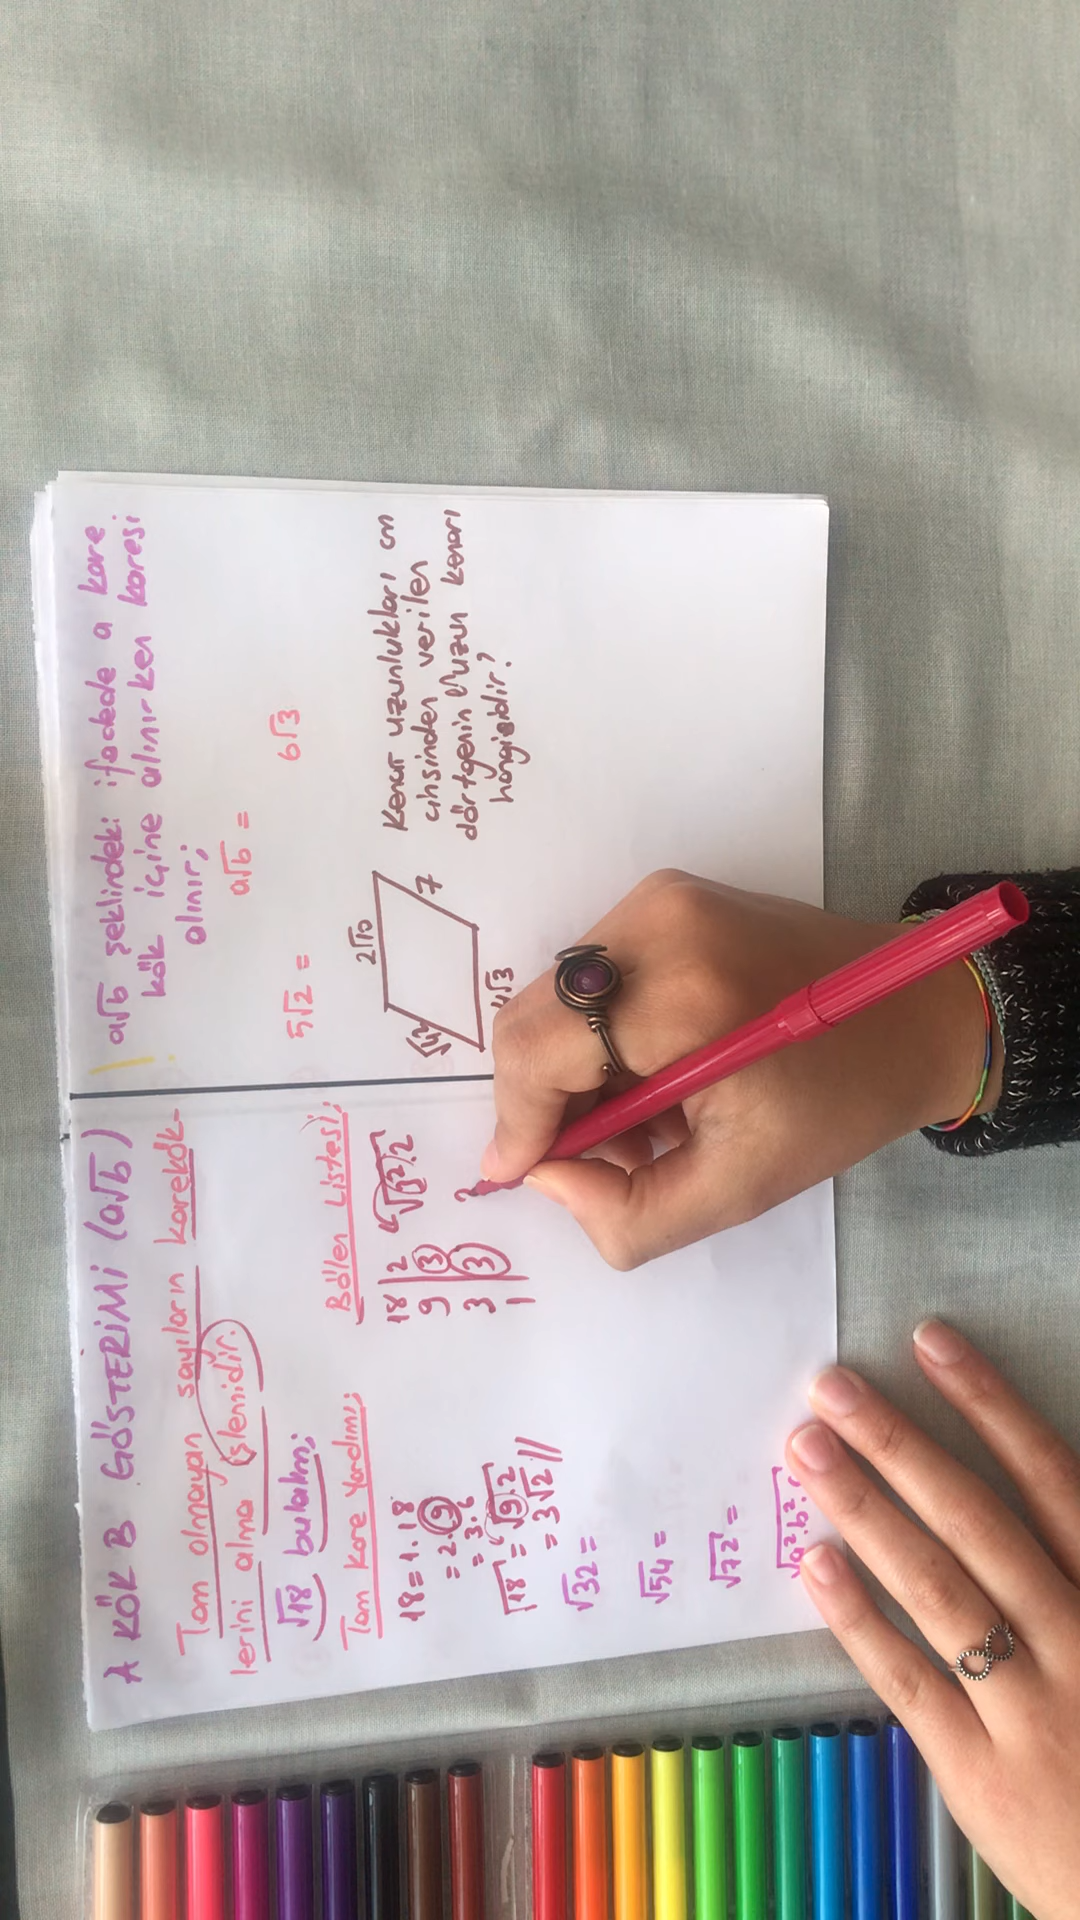 A KÖK B GÖSTERİMİ (a√b)
Tam olmayan sayıların karekök-
lerini alma işlemidir.
√18 bulalım;
Tam kare Yardımı;
18=1.18
=2.9
=3.6
√18=√9.2
=3√2//
√32=
√54=
√72=
Bölen Listesi;
18 2
9 3
3 3
1
! a√b şeklindeki ifadede a kare
kök içine alınırken karesi
alınır;
a√b=
5√2=
6√3
2√10
7
4√3
Kenar uzunlukları cm
cinsinden verilen
dörtgenin uzun kenarı
hangisidir?